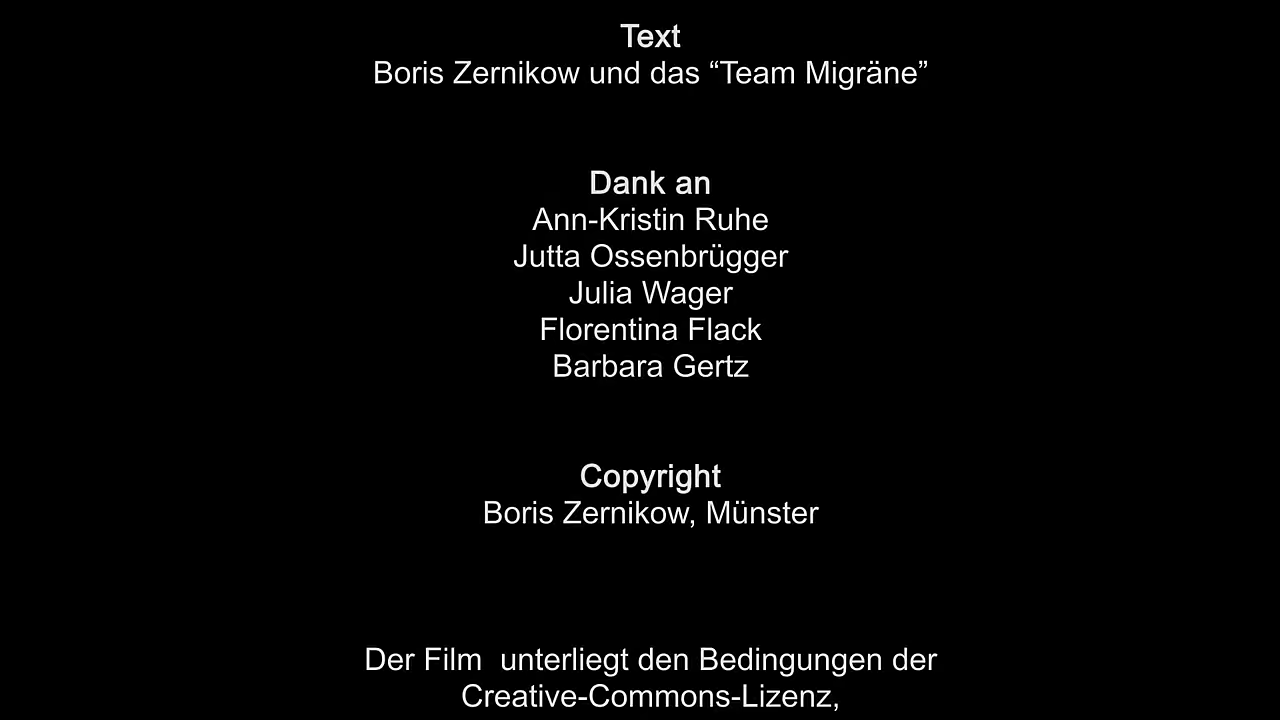 Text
Boris Zernikow und das “Team Migräne”
Dank an
Ann-Kristin Ruhe
Jutta Ossenbrügger
Julia Wager
Florentina Flack
Barbara Gertz
Copyright
Boris Zernikow, Münster
Der Film  unterliegt den Bedingungen der
Creative-Commons-Lizenz,